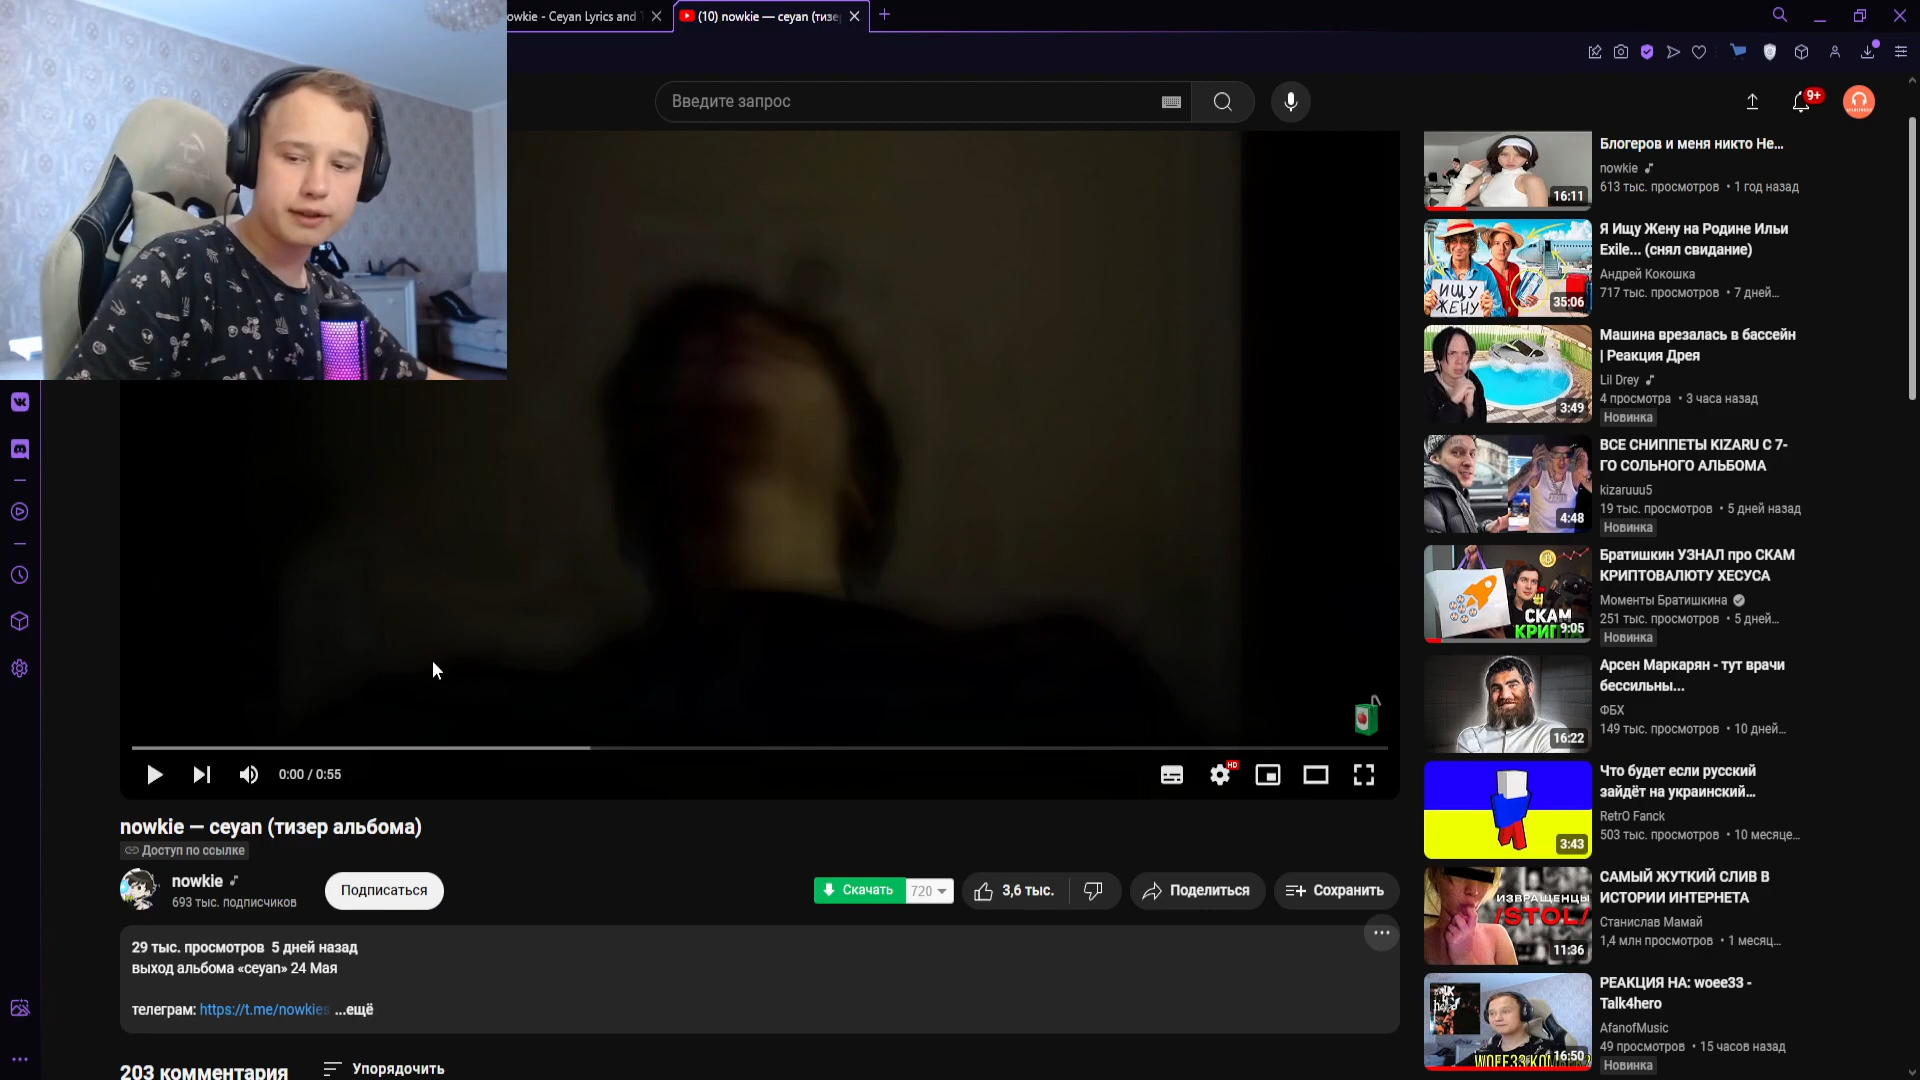 owkie - Ceyan Lyrics and
(10) nowkie — ceyan (тизе
Введите запрос
9+
0:00 / 0:55
HD
nowkie — ceyan (тизер альбома)
Доступ по ссылке
nowkie
693 тыс. подписчиков
Подписаться
Скачать
720
3,6 тыс.
Поделиться
Сохранить
29 тыс. просмотров 5 дней назад
выход альбома «ceyan» 24 Мая
телеграм: https://t.me/nowkies ...ещё
203 комментария
Упорядочить
16:11
Блогеров и меня никто Не...
nowkie
613 тыс. просмотров • 1 год назад
ИЩУ
ЖЕНУ
35:06
Я Ищу Жену на Родине Ильи
Exile... (снял свидание)
Андрей Кокошка
717 тыс. просмотров • 7 дней...
3:49
Машина врезалась в бассейн
| Реакция Дрея
Lil Drey
4 просмотра • 3 часа назад
Новинка
4:48
ВСЕ СНИППЕТЫ KIZARU С 7-
ГО СОЛЬНОГО АЛЬБОМА
kizaruuu5
19 тыс. просмотров • 5 дней назад
Новинка
СКАМ
9:05
Братишкин УЗНАЛ про СКАМ
КРИПТОВАЛЮТУ ХЕСУСА
Моменты Братишкина
251 тыс. просмотров • 5 дней...
Новинка
16:22
Арсен Маркарян - тут врачи
бессильны...
ФБХ
149 тыс. просмотров • 10 дней...
3:43
Что будет если русский
зайдёт на украинский...
RetrO Fanck
503 тыс. просмотров • 10 месяце...
ИЗВРАЩЕНЦЫ
/STOL/
11:36
САМЫЙ ЖУТКИЙ СЛИВ В
ИСТОРИИ ИНТЕРНЕТА
Станислав Мамай
1,4 млн просмотров • 1 месяц...
16:50
РЕАКЦИЯ НА: woee33 -
Talk4hero
AfanofMusic
49 просмотров • 15 часов назад
Новинка